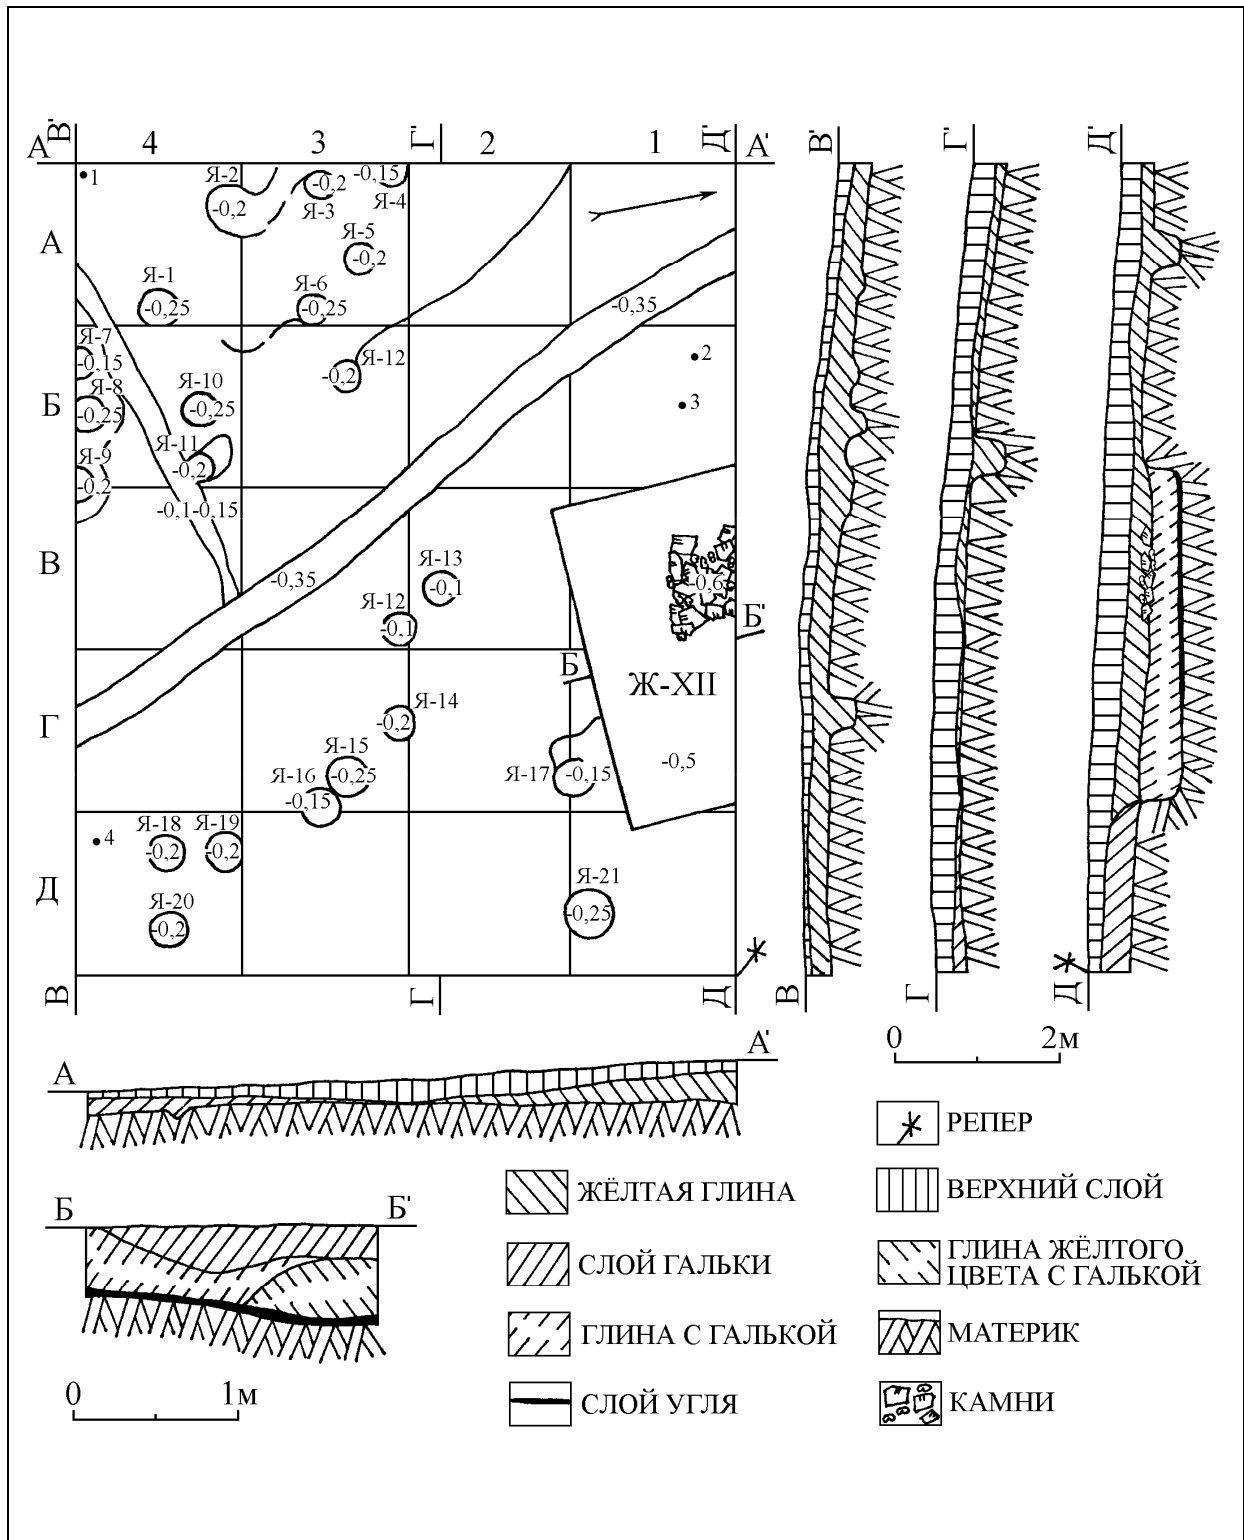 А В' 4 3 Г' 2 1 Д' А'
В' Г' Д'
1 Я-2 -0,2 -0,15
-0,2 Я-3 Я-4
А Я-5 -0,2
Я-1 Я-6
-0,25 -0,25 -0,35
Я-7
-0,15 Я-12 2
Я-8 Я-10 -0,2
Б -0,25 -0,25 3
Я-11
Я-9 -0,2
-0,2
-0,1-0,15
В Я-13
-0,35 -0,1 -0,6
Я-12
-0,1 Б'
Б
Ж-XII
Г Я-14
-0,2
Я-15 -0,5
Я-16 -0,25 Я-17 -0,15
-0,15
4 Я-18 Я-19
-0,2 -0,2
Д Я-21
Я-20 -0,25
-0,2
В Г Д В Г Д
0 2м
А А'
Б Б'
0 1м
ЖЁЛТАЯ ГЛИНА
СЛОЙ ГАЛЬКИ
ГЛИНА С ГАЛЬКОЙ
СЛОЙ УГЛЯ
РЕПЕР
ВЕРХНИЙ СЛОЙ
ГЛИНА ЖЁЛТОГО
ЦВЕТА С ГАЛЬКОЙ
МАТЕРИК
КАМНИ